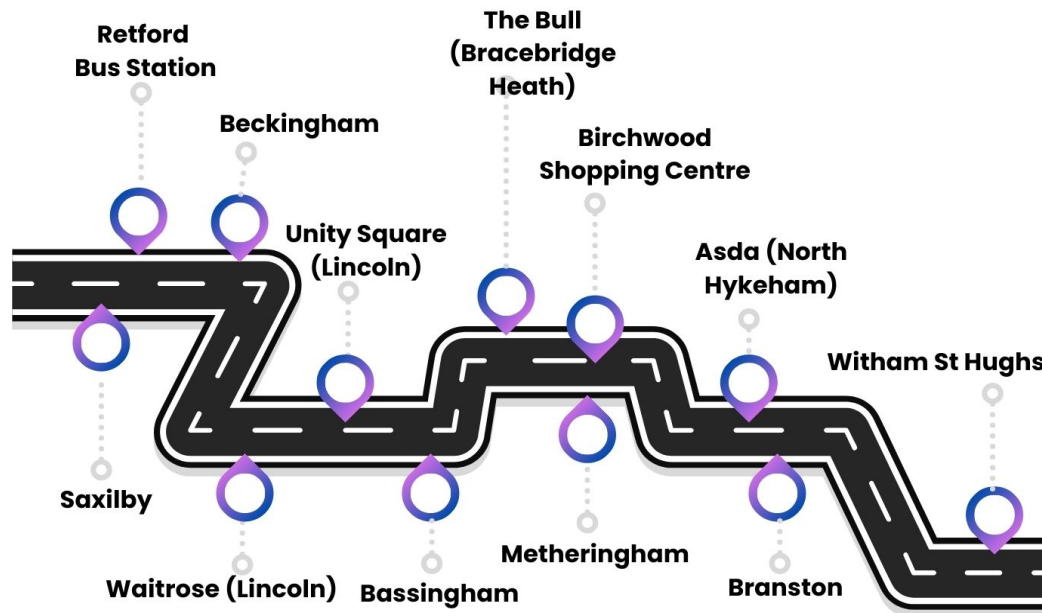 Retford
Bus Station
Beckingham
The Bull
(Bracebridge
Heath)
Birchwood
Shopping Centre
Unity Square
(Lincoln)
Asda (North
Hykeham)
Witham St Hughs
Saxilby
Waitrose (Lincoln)
Bassingham
Metheringham
Branston